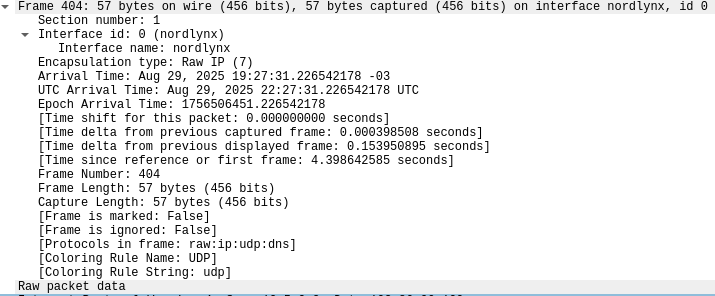 Frame 404: 57 bytes on wire (456 bits), 57 bytes captured (456 bits) on interface nordlynx, id 0
Section number: 1
Interface id: 0 (nordlynx)
Interface name: nordlynx
Encapsulation type: Raw IP (7)
Arrival Time: Aug 29, 2025 19:27:31.226542178 -03
UTC Arrival Time: Aug 29, 2025 22:27:31.226542178 UTC
Epoch Arrival Time: 1756506451.226542178
[Time shift for this packet: 0.000000000 seconds]
[Time delta from previous captured frame: 0.000398508 seconds]
[Time delta from previous displayed frame: 0.153950895 seconds]
[Time since reference or first frame: 4.398642585 seconds]
Frame Number: 404
Frame Length: 57 bytes (456 bits)
Capture Length: 57 bytes (456 bits)
[Frame is marked: False]
[Frame is ignored: False]
[Protocols in frame: raw:ip:udp:dns]
[Coloring Rule Name: UDP]
[Coloring Rule String: udp]
Raw packet data